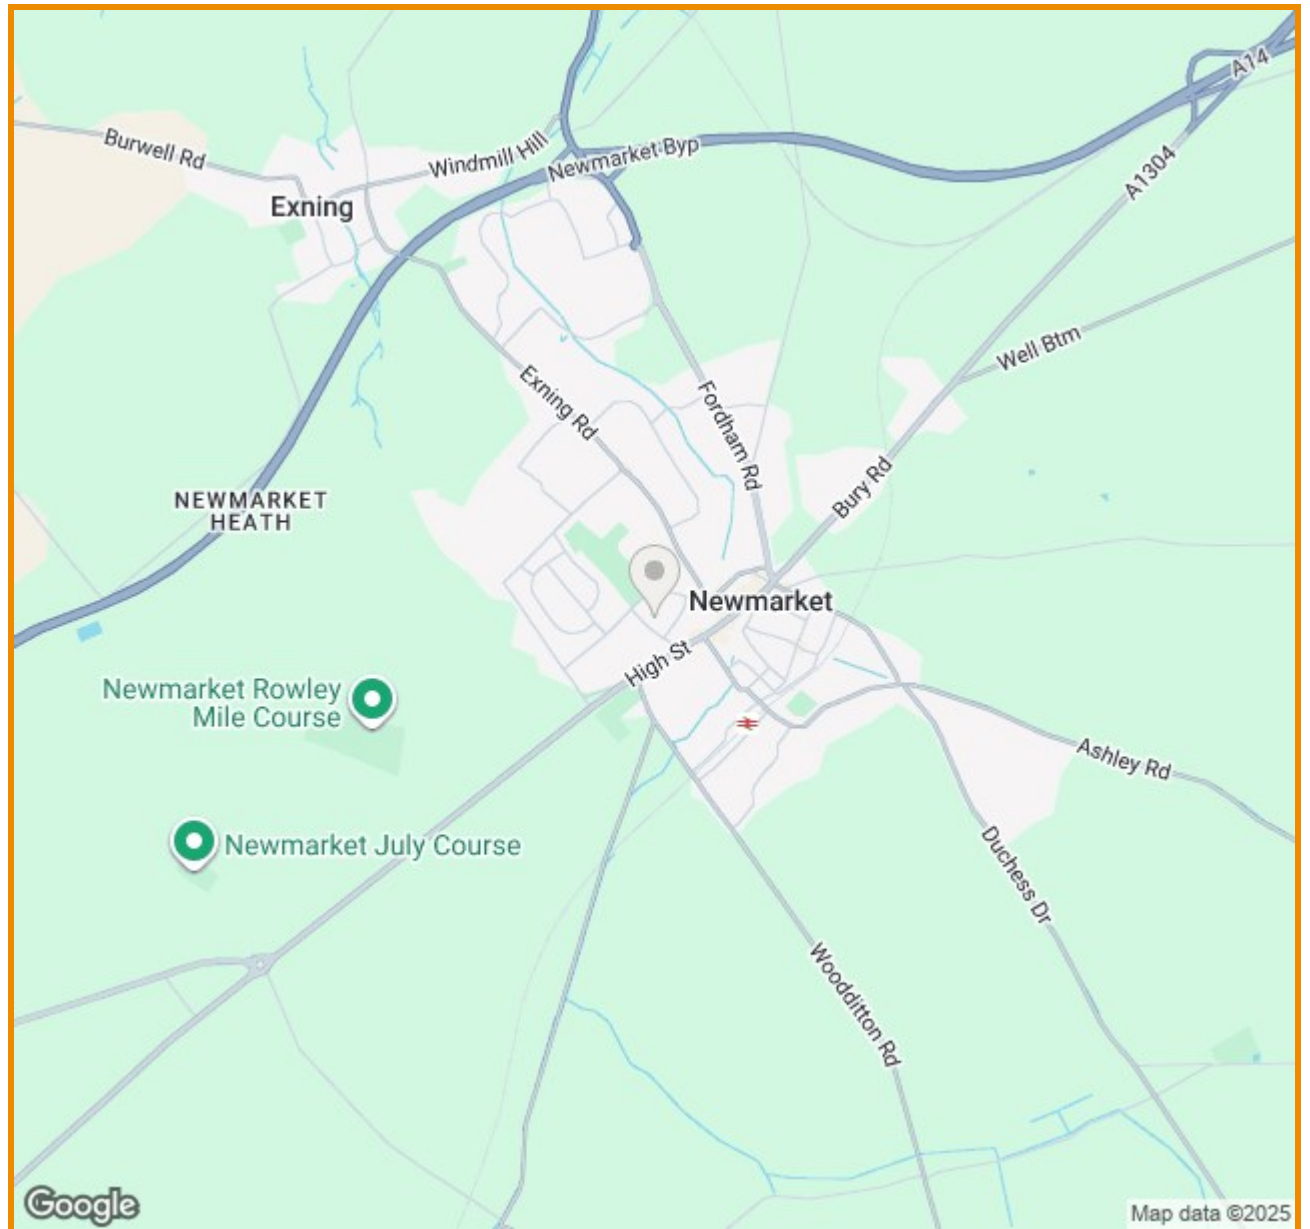 A14
Burwell Rd
Windmill Hill
Newmarket Byp
A1304
Exning
Well Btm
Exning Rd
Fordham Rd
Bury Rd
NEWMARKET
HEATH
Newmarket
High St
Newmarket Rowley
Mile Course
Ashley Rd
Newmarket July Course
Duchess Dr
Woodditton Rd
Google
Map data ©2025